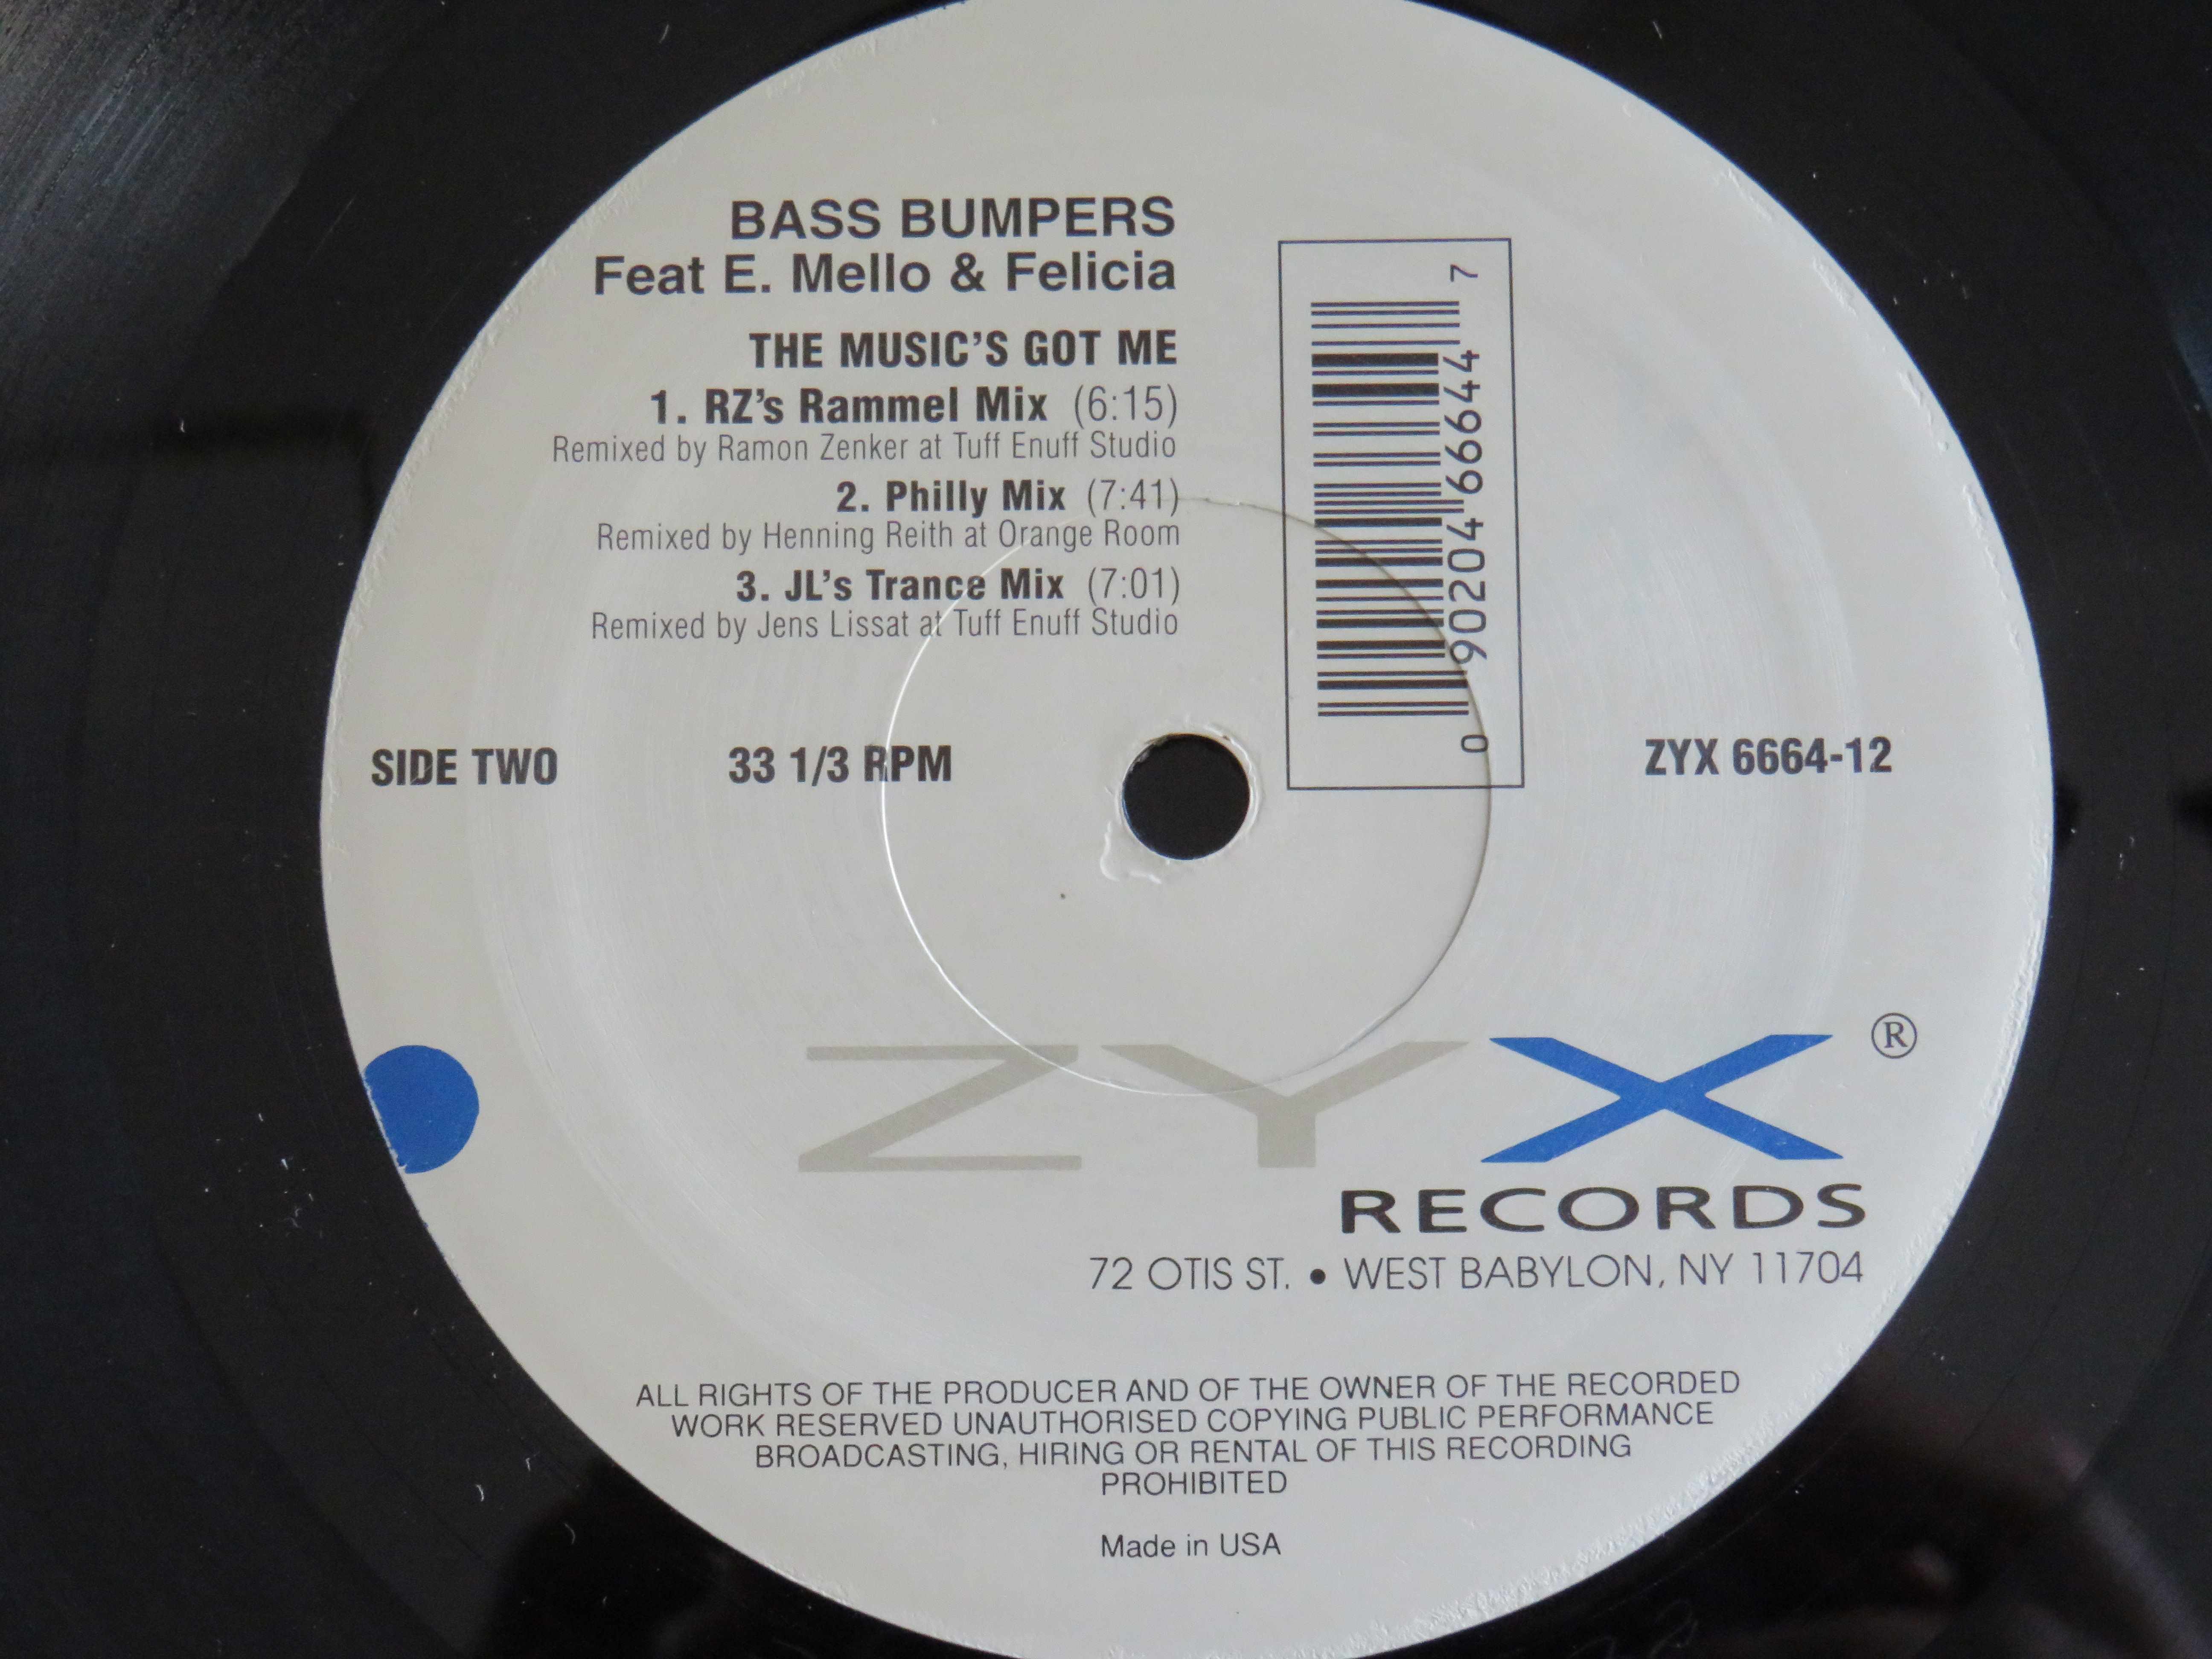 BASS BUMPERS
Feat E. Mello & Felicia
THE MUSIC'S GOT ME
1. RZ's Rammel Mix (6:15)
Remixed by Ramon Zenker at Tuff Enuff Studio
2. Philly Mix (7:41)
Remixed by Henning Reith at Orange Room
3. JL's Trance Mix (7:01)
Remixed by Jens Lissat at Tuff Enuff Studio
0 90204 66644 7
SIDE TWO
33 1/3 RPM
ZYX 6664-12
ZYX ®
RECORDS
72 OTIS ST. • WEST BABYLON, NY 11704
ALL RIGHTS OF THE PRODUCER AND OF THE OWNER OF THE RECORDED
WORK RESERVED UNAUTHORISED COPYING PUBLIC PERFORMANCE
BROADCASTING, HIRING OR RENTAL OF THIS RECORDING
PROHIBITED
Made in USA